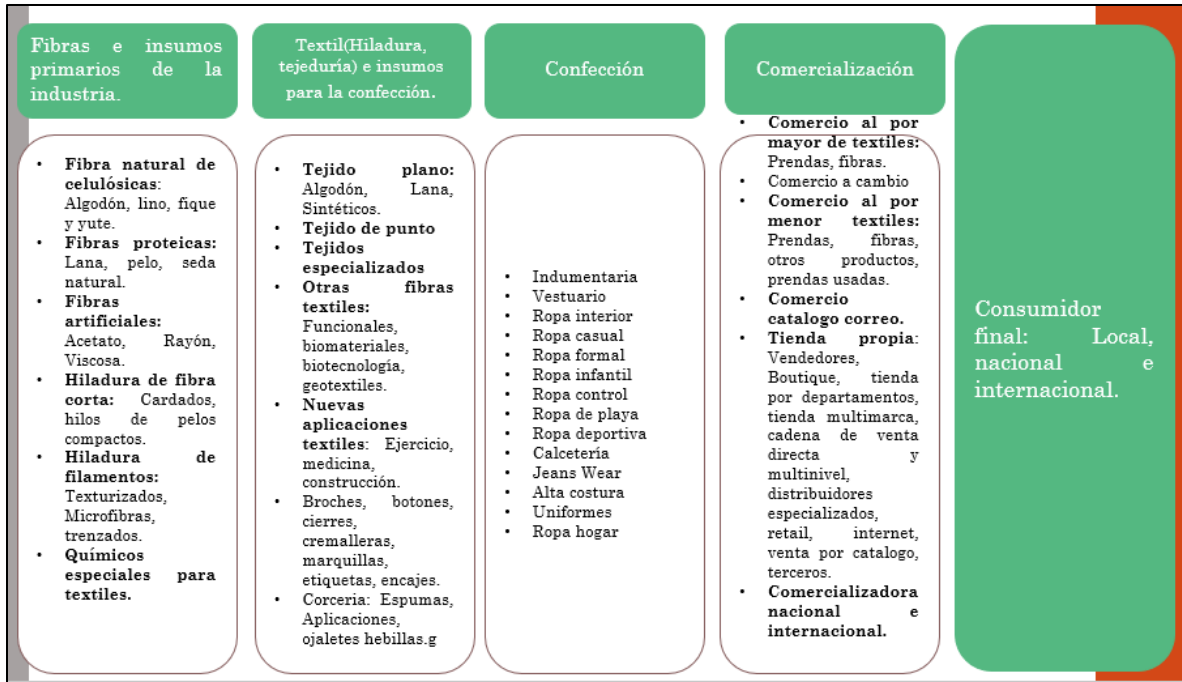 Fibras e insumos
primarios de la
industria.
Fibra natural de
celulósicas:
Algodón, lino, fique
y yute.
Fibras proteicas:
Lana, pelo, seda
natural.
Fibras
artificiales:
Acetato, Rayón,
Viscosa.
Hiladura de fibra
corta: Cardados,
hilos de pelos
compactos.
Hiladura de
filamentos:
Texturizados,
Microfibras,
trenzados.
Químicos
especiales para
textiles.
Textil(Hiladura,
tejeduría) e insumos
para la confección.
Tejido plano:
Algodón, Lana,
Sintéticos.
Tejido de punto
Tejidos
especializados
Otras fibras
textiles:
Funcionales,
biomateriales,
biotecnología,
geotextiles.
Nuevas
aplicaciones
textiles: Ejercicio,
medicina,
construcción.
Broches, botones,
cierres,
cremalleras,
marquillas,
etiquetas, encajes.
Corceria: Espumas,
Aplicaciones,
ojaletes hebillas.g
Confección
Indumentaria
Vestuario
Ropa interior
Ropa casual
Ropa formal
Ropa infantil
Ropa control
Ropa de playa
Ropa deportiva
Calcetería
Jeans Wear
Alta costura
Uniformes
Ropa hogar
Comercialización
Comercio al por
mayor de textiles:
Prendas, fibras.
Comercio a cambio
Comercio al por
menor textiles:
Prendas, fibras,
otros productos,
prendas usadas.
Comercio
catalogo correo.
Tienda propia:
Vendedores,
Boutique, tienda
por departamentos,
tienda multimarca,
cadena de venta
directa y
multinivel,
distribuidores
especializados,
retail, internet,
venta por catalogo,
terceros.
Comercializadora
nacional e
internacional.
Consumidor
final: Local,
nacional e
internacional.